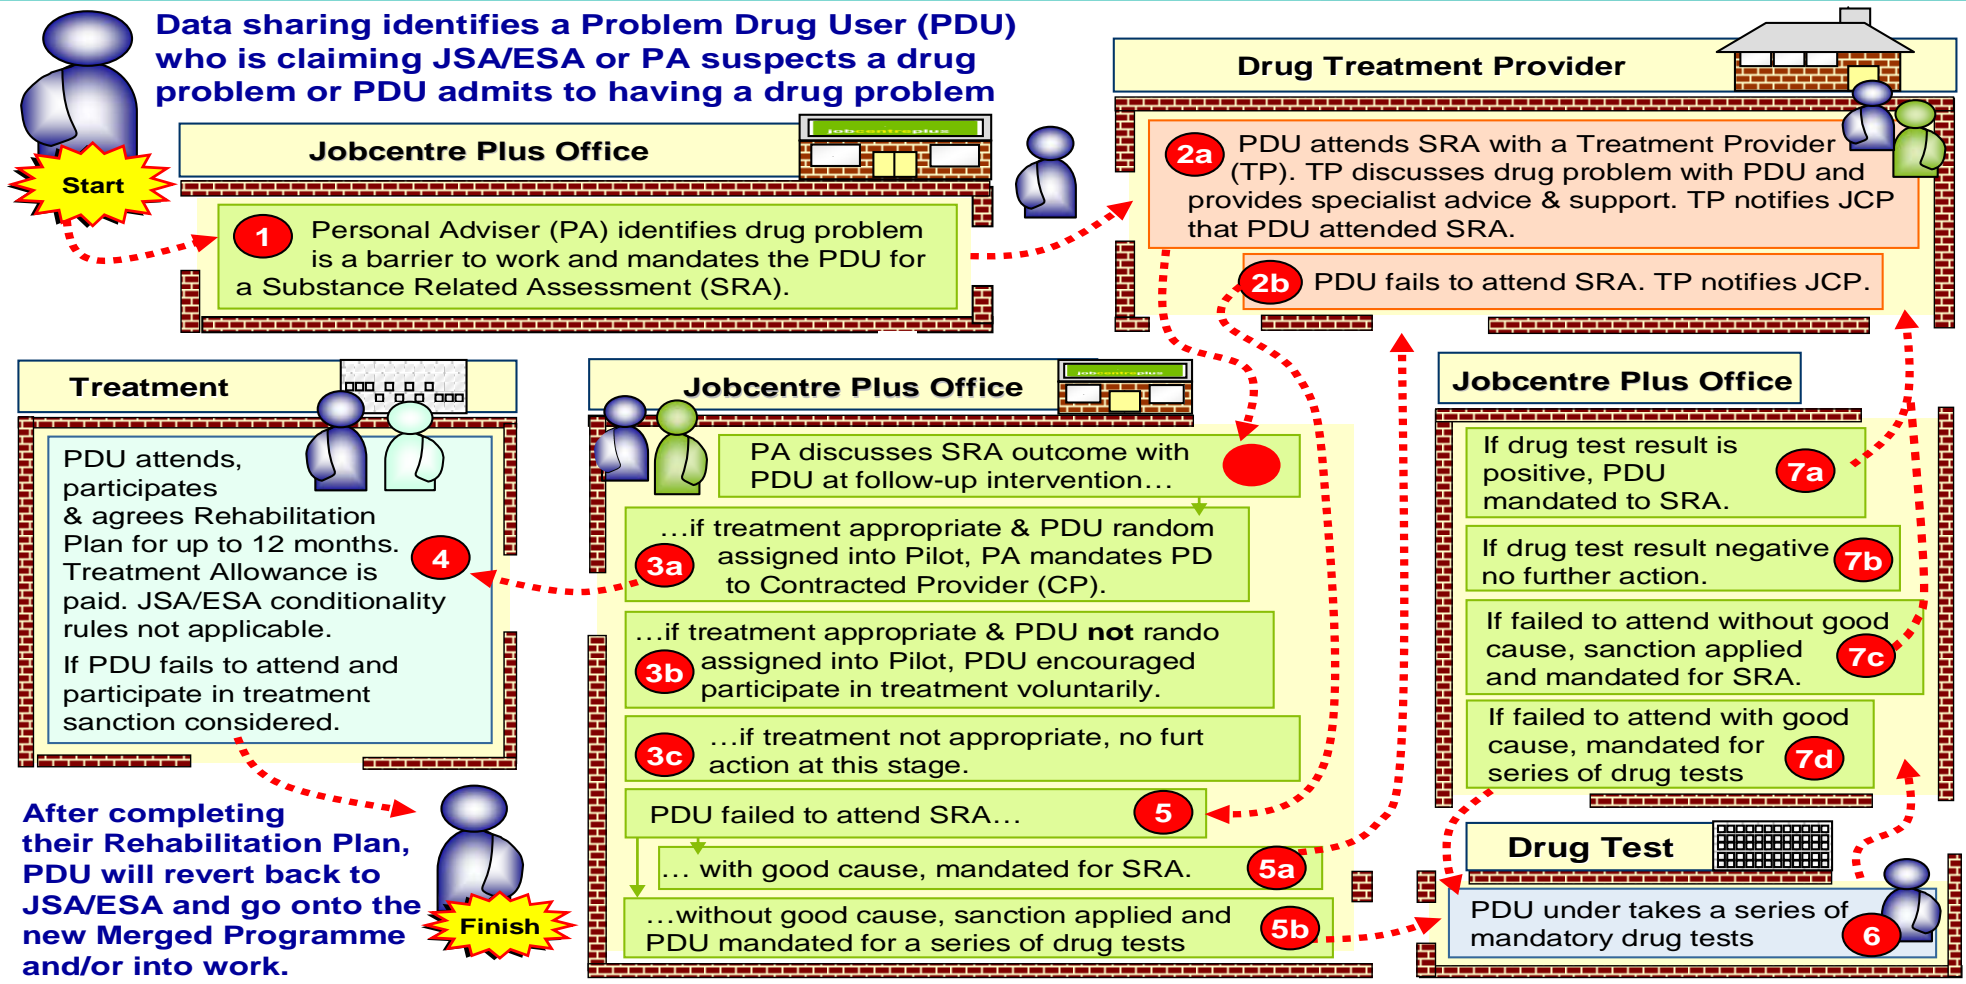 Data sharing identifies a Problem Drug User (PDU)
who is claiming JSA/ESA or PA suspects a drug
problem or PDU admits to having a drug problem
Start
Jobcentre Plus Office
jobcentreplus
1
Personal Adviser (PA) identifies drug problem
is a barrier to work and mandates the PDU for
a Substance Related Assessment (SRA).
Drug Treatment Provider
2a
PDU attends SRA with a Treatment Provider
(TP). TP discusses drug problem with PDU and
provides specialist advice & support. TP notifies JCP
that PDU attended SRA.
2b
PDU fails to attend SRA. TP notifies JCP.
Treatment
PDU attends,
participates
& agrees Rehabilitation
Plan for up to 12 months.
Treatment Allowance is
paid. JSA/ESA conditionality
rules not applicable.
4
If PDU fails to attend and
participate in treatment
sanction considered.
After completing
their Rehabilitation Plan,
PDU will revert back to
JSA/ESA and go onto the
new Merged Programme
and/or into work.
Finish
Jobcentre Plus Office
jobcentreplus
PA discusses SRA outcome with
PDU at follow-up intervention…
3a
…if treatment appropriate & PDU random
assigned into Pilot, PA mandates PD
to Contracted Provider (CP).
3b
…if treatment appropriate & PDU not rando
assigned into Pilot, PDU encouraged
participate in treatment voluntarily.
3c
…if treatment not appropriate, no furt
action at this stage.
PDU failed to attend SRA…
5
… with good cause, mandated for SRA.
5a
…without good cause, sanction applied and
PDU mandated for a series of drug tests
5b
Jobcentre Plus Office
If drug test result is
positive, PDU
mandated to SRA.
7a
If drug test result negative
no further action.
7b
If failed to attend without good
cause, sanction applied
and mandated for SRA.
7c
If failed to attend with good
cause, mandated for
series of drug tests
7d
Drug Test
PDU under takes a series of
mandatory drug tests
6